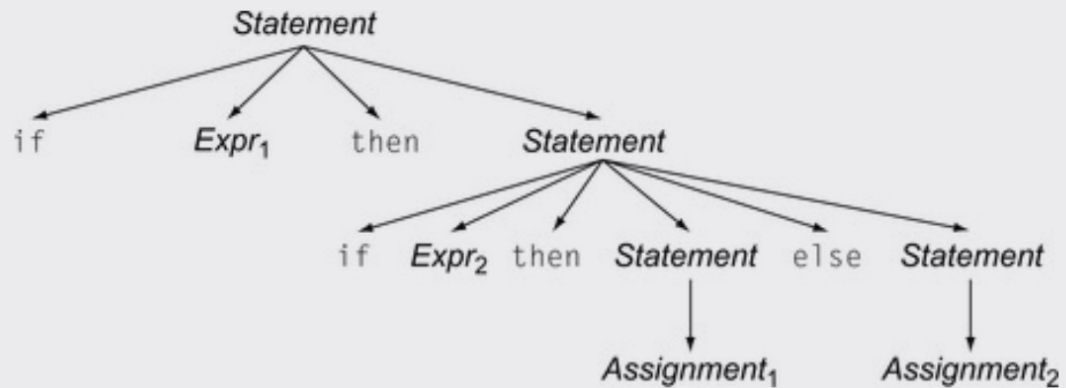 Statement
if Expr₁ then Statement
if Expr₂ then Statement else Statement
Assignment₁ Assignment₂